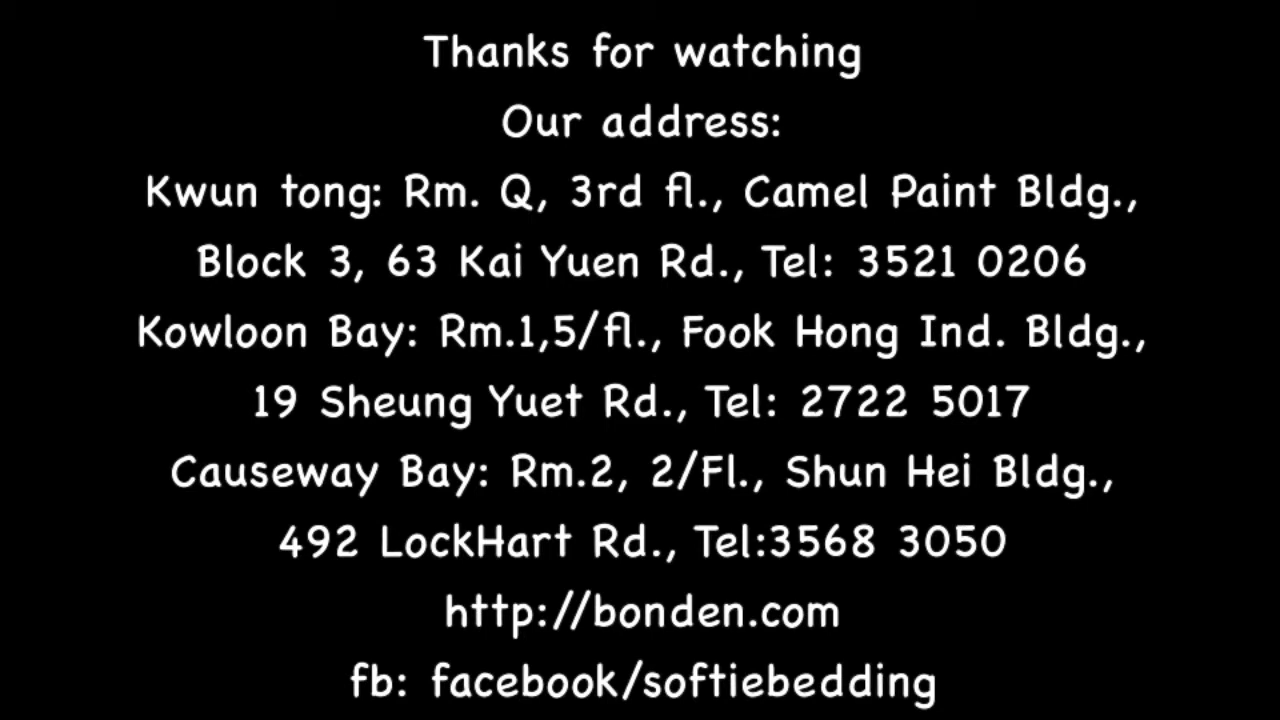 Thanks for watching
Our address:
Kwun tong: Rm. Q, 3rd fl., Camel Paint Bldg.,
Block 3, 63 Kai Yuen Rd., Tel: 3521 0206
Kowloon Bay: Rm.1,5/fl., Fook Hong Ind. Bldg.,
19 Sheung Yuet Rd., Tel: 2722 5017
Causeway Bay: Rm.2, 2/Fl., Shun Hei Bldg.,
492 LockHart Rd., Tel:3568 3050
http://bonden.com
fb: facebook/softiebedding